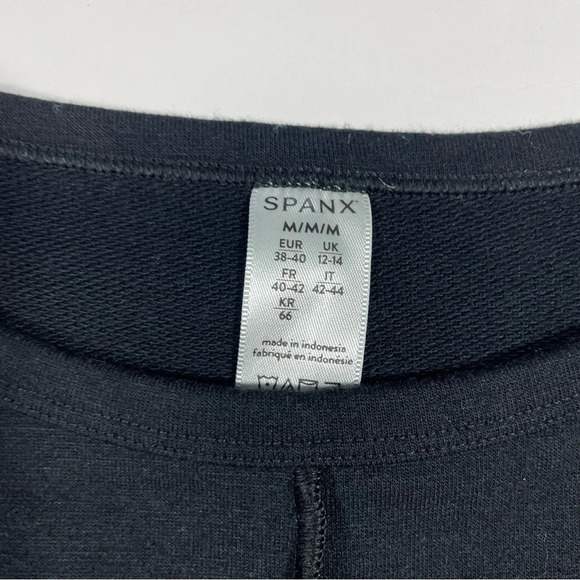 SPANX
M/M/M
EUR UK
38-40 12-14
FR IT
40-42 42-44
KR
66
made in indonesia
fabriqué en indonésie